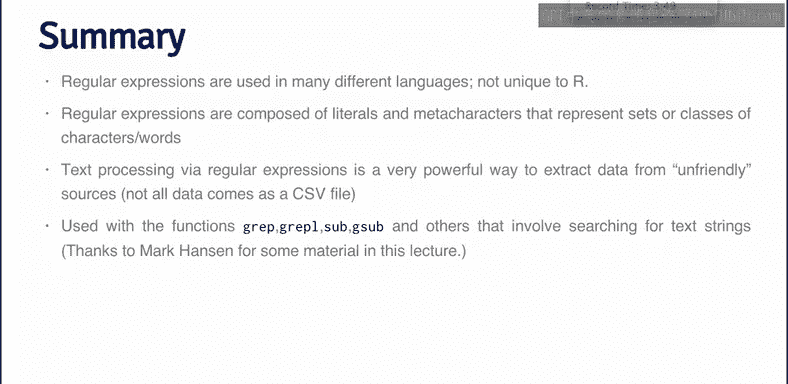 Summary
· Regular expressions are used in many different languages; not unique to R.
· Regular expressions are composed of literals and metacharacters that represent sets or classes of
characters/words
· Text processing via regular expressions is a very powerful way to extract data from “unfriendly”
sources (not all data comes as a CSV file)
· Used with the functions grep,grepl,sub,gsub and others that involve searching for text strings
(Thanks to Mark Hansen for some material in this lecture.)